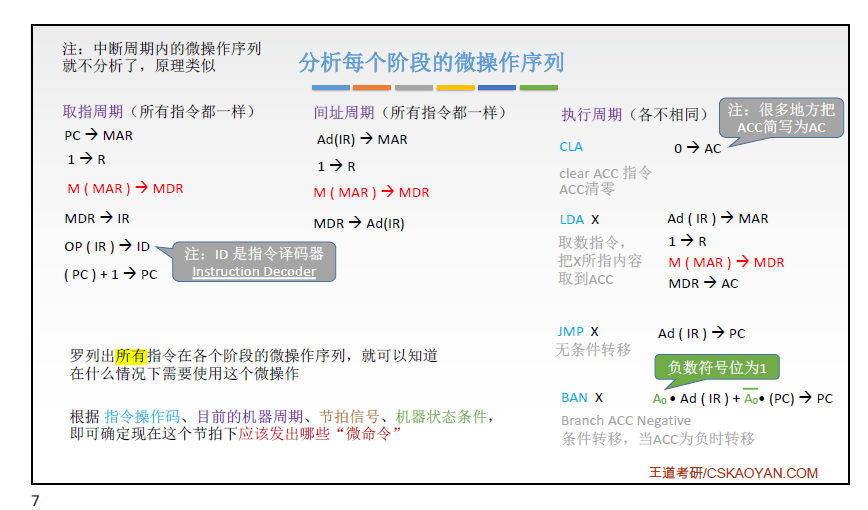 注：中断周期内的微操作序列
就不分析了，原理类似
分析每个阶段的微操作序列
取指周期（所有指令都一样）
PC → MAR
1 → R
M ( MAR ) → MDR
MDR → IR
OP ( IR ) → ID
( PC ) + 1 → PC
注：ID 是指令译码器
Instruction Decoder
间址周期（所有指令都一样）
Ad(IR) → MAR
1 → R
M ( MAR ) → MDR
MDR → Ad(IR)
执行周期（各不相同）
注：很多地方把
ACC简写为AC
CLA 0 → AC
clear ACC 指令
ACC清零
LDA X Ad ( IR ) → MAR
取数指令， 1 → R
把X所指内容 M ( MAR ) → MDR
取到ACC MDR → AC
JMP X Ad ( IR ) → PC
无条件转移
负数符号位为1
BAN X A₀ • Ad ( IR ) + A̅₀• (PC) → PC
Branch ACC Negative
条件转移，当ACC为负时转移
罗列出所有指令在各个阶段的微操作序列，就可以知道
在什么情况下需要使用这个微操作
根据 指令操作码、目前的机器周期、节拍信号、机器状态条件，
即可确定现在这个节拍下应该发出哪些“微命令”
王道考研/CSKAOYAN.COM
7